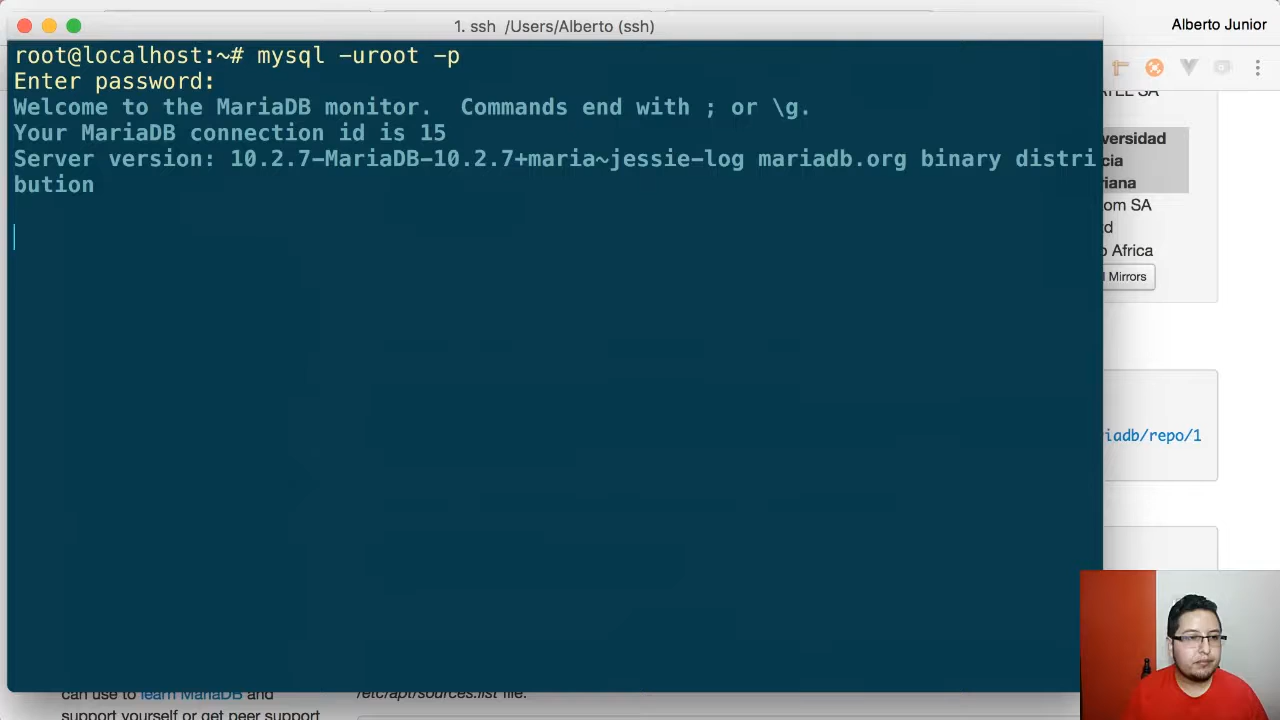 1. ssh /Users/Alberto (ssh)
Alberto Junior
root@localhost:~# mysql -uroot -p
Enter password:
Welcome to the MariaDB monitor.  Commands end with ; or \g.
Your MariaDB connection id is 15
Server version: 10.2.7-MariaDB-10.2.7+maria~jessie-log mariadb.org binary distri
bution
versidad
cia
riana
om SA
Africa
Mirrors
iadb/repo/1
can use to learn MariaDB and
/etc/apt/sources.list file.
support yourself or get peer support